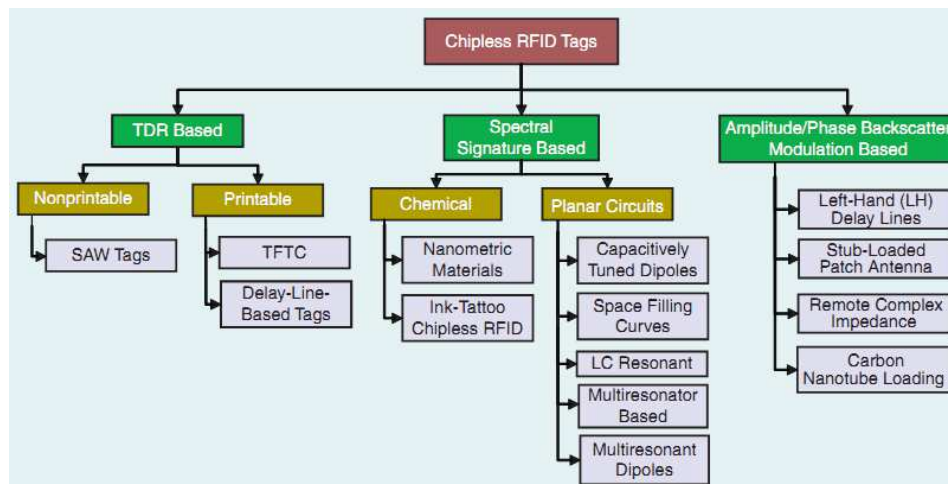 Chipless RFID Tags
TDR Based
Spectral
Signature Based
Amplitude/Phase Backscatter
Modulation Based
Nonprintable
Printable
Chemical
Planar Circuits
SAW Tags
TFTC
Delay-Line-
Based Tags
Nanometric
Materials
Ink-Tattoo
Chipless RFID
Capacitively
Tuned Dipoles
Space Filling
Curves
LC Resonant
Multiresonator
Based
Multiresonant
Dipoles
Left-Hand (LH)
Delay Lines
Stub-Loaded
Patch Antenna
Remote Complex
Impedance
Carbon
Nanotube Loading